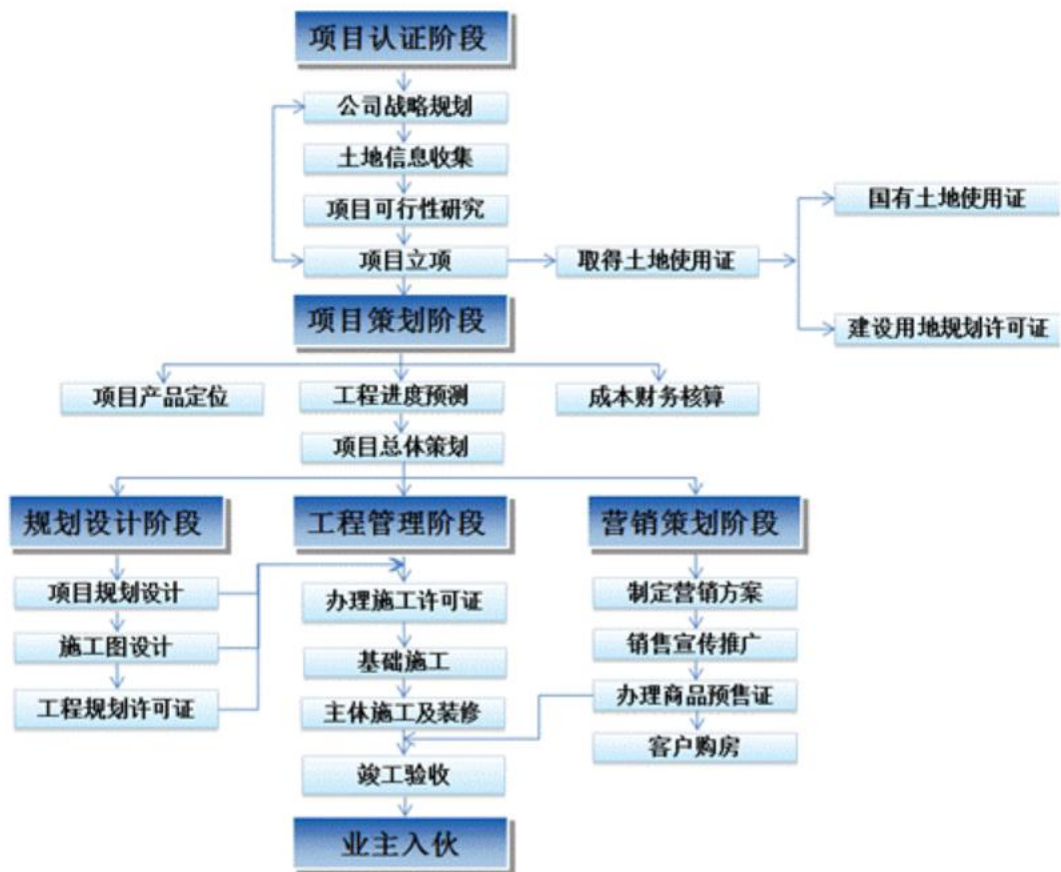 项目认证阶段
公司战略规划
土地信息收集
项目可行性研究
项目立项
取得土地使用证
国有土地使用证
建设用地规划许可证
项目策划阶段
项目产品定位
工程进度预测
成本财务核算
项目总体策划
规划设计阶段
项目规划设计
施工图设计
工程规划许可证
工程管理阶段
办理施工许可证
基础施工
主体施工及装修
竣工验收
业主入伙
营销策划阶段
制定营销方案
销售宣传推广
办理商品预售证
客户购房